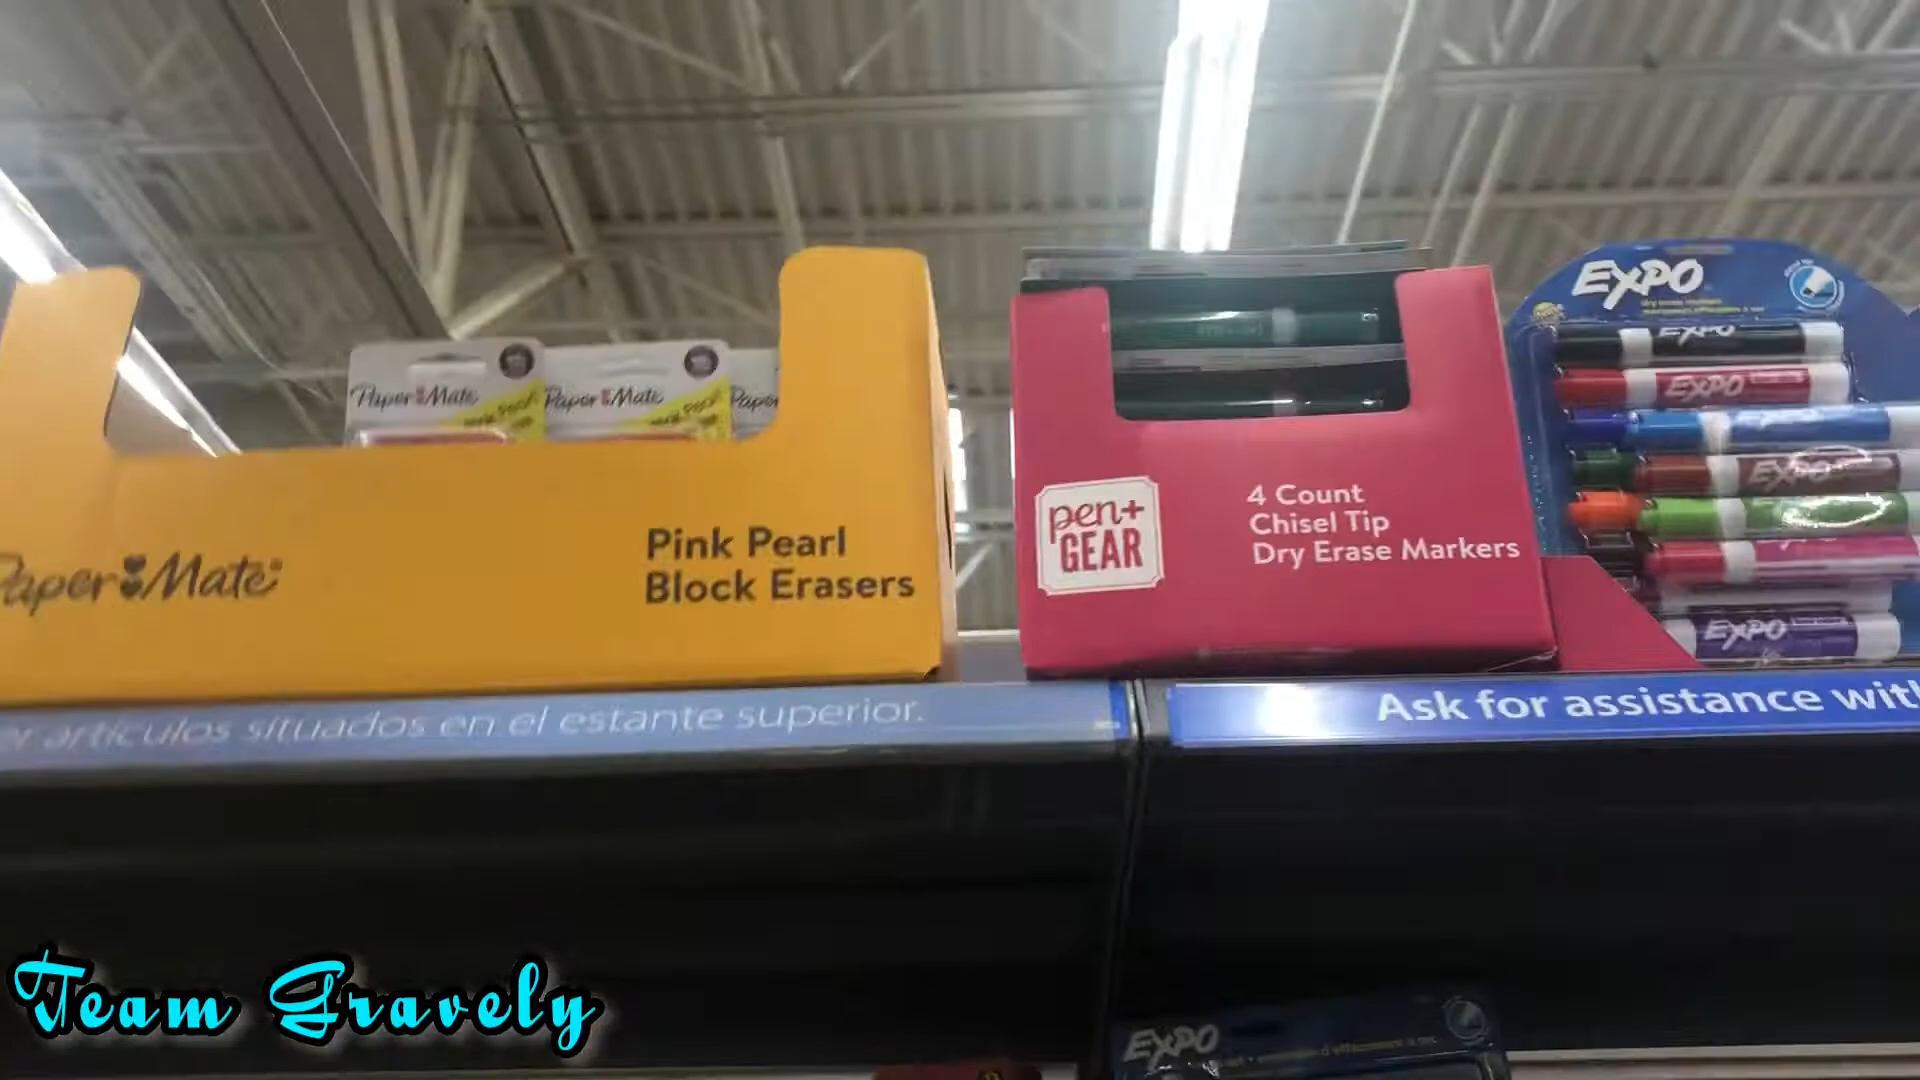 Paper Mate
Pink Pearl
Block Erasers
Paper Mate
Paper Mate
Paper
pen+
GEAR
4 Count
Chisel Tip
Dry Erase Markers
EXPO
EXPO
EXPO
EXPO
EXPO
artículos situados en el estante superior.
Ask for assistance with
EXPO
Team Gravely